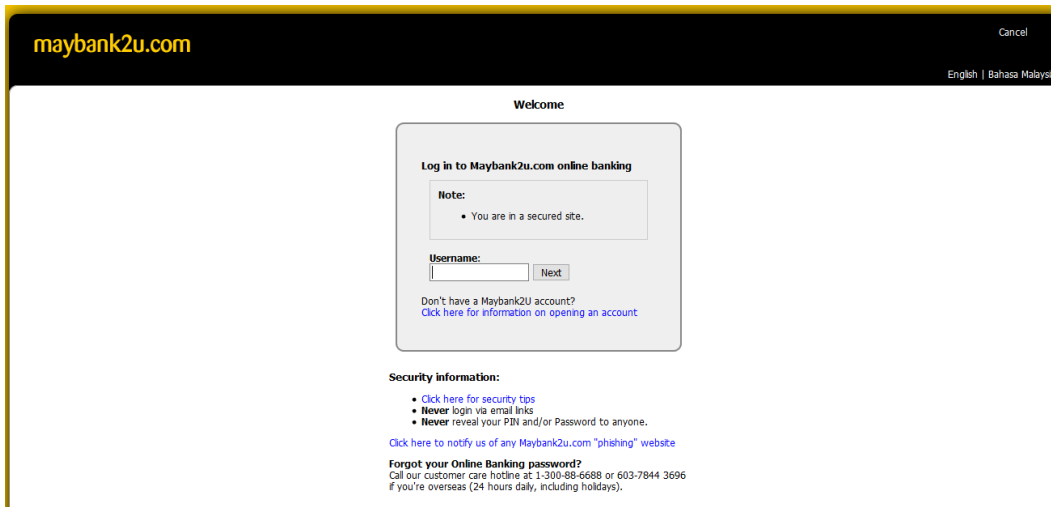 maybank2u.com
Cancel
English | Bahasa Malaysi
Welcome
Log in to Maybank2u.com online banking
Note:
• You are in a secured site.
Username:
Next
Don't have a Maybank2U account?
Click here for information on opening an account
Security information:
• Click here for security tips
• Never login via email links
• Never reveal your PIN and/or Password to anyone.
Click here to notify us of any Maybank2u.com "phishing" website
Forgot your Online Banking password?
Call our customer care hotline at 1-300-88-6688 or 603-7844 3696
if you're overseas (24 hours daily, including holidays).